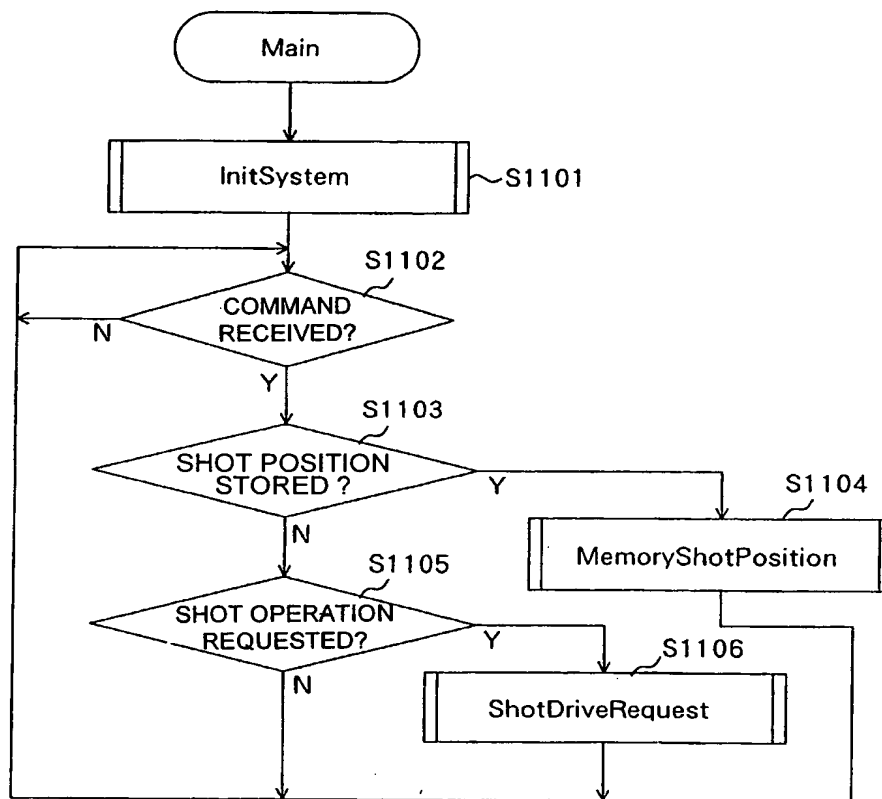 Main
InitSystem
S1101
S1102
COMMAND
RECEIVED?
N
Y
S1103
SHOT POSITION
STORED ?
Y
N
S1104
MemoryShotPosition
S1105
SHOT OPERATION
REQUESTED?
Y
N
S1106
ShotDriveRequest